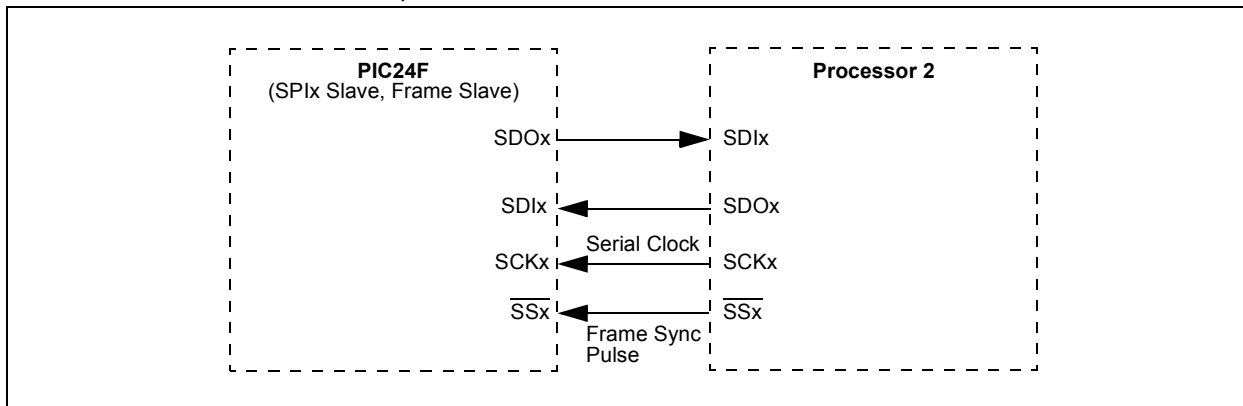 PIC24F
(SPIx Slave, Frame Slave)
Processor 2
SDOx
SDIx
SDIx
SDOx
Serial Clock
SCKx
SCKx
SSx
SSx
Frame Sync
Pulse